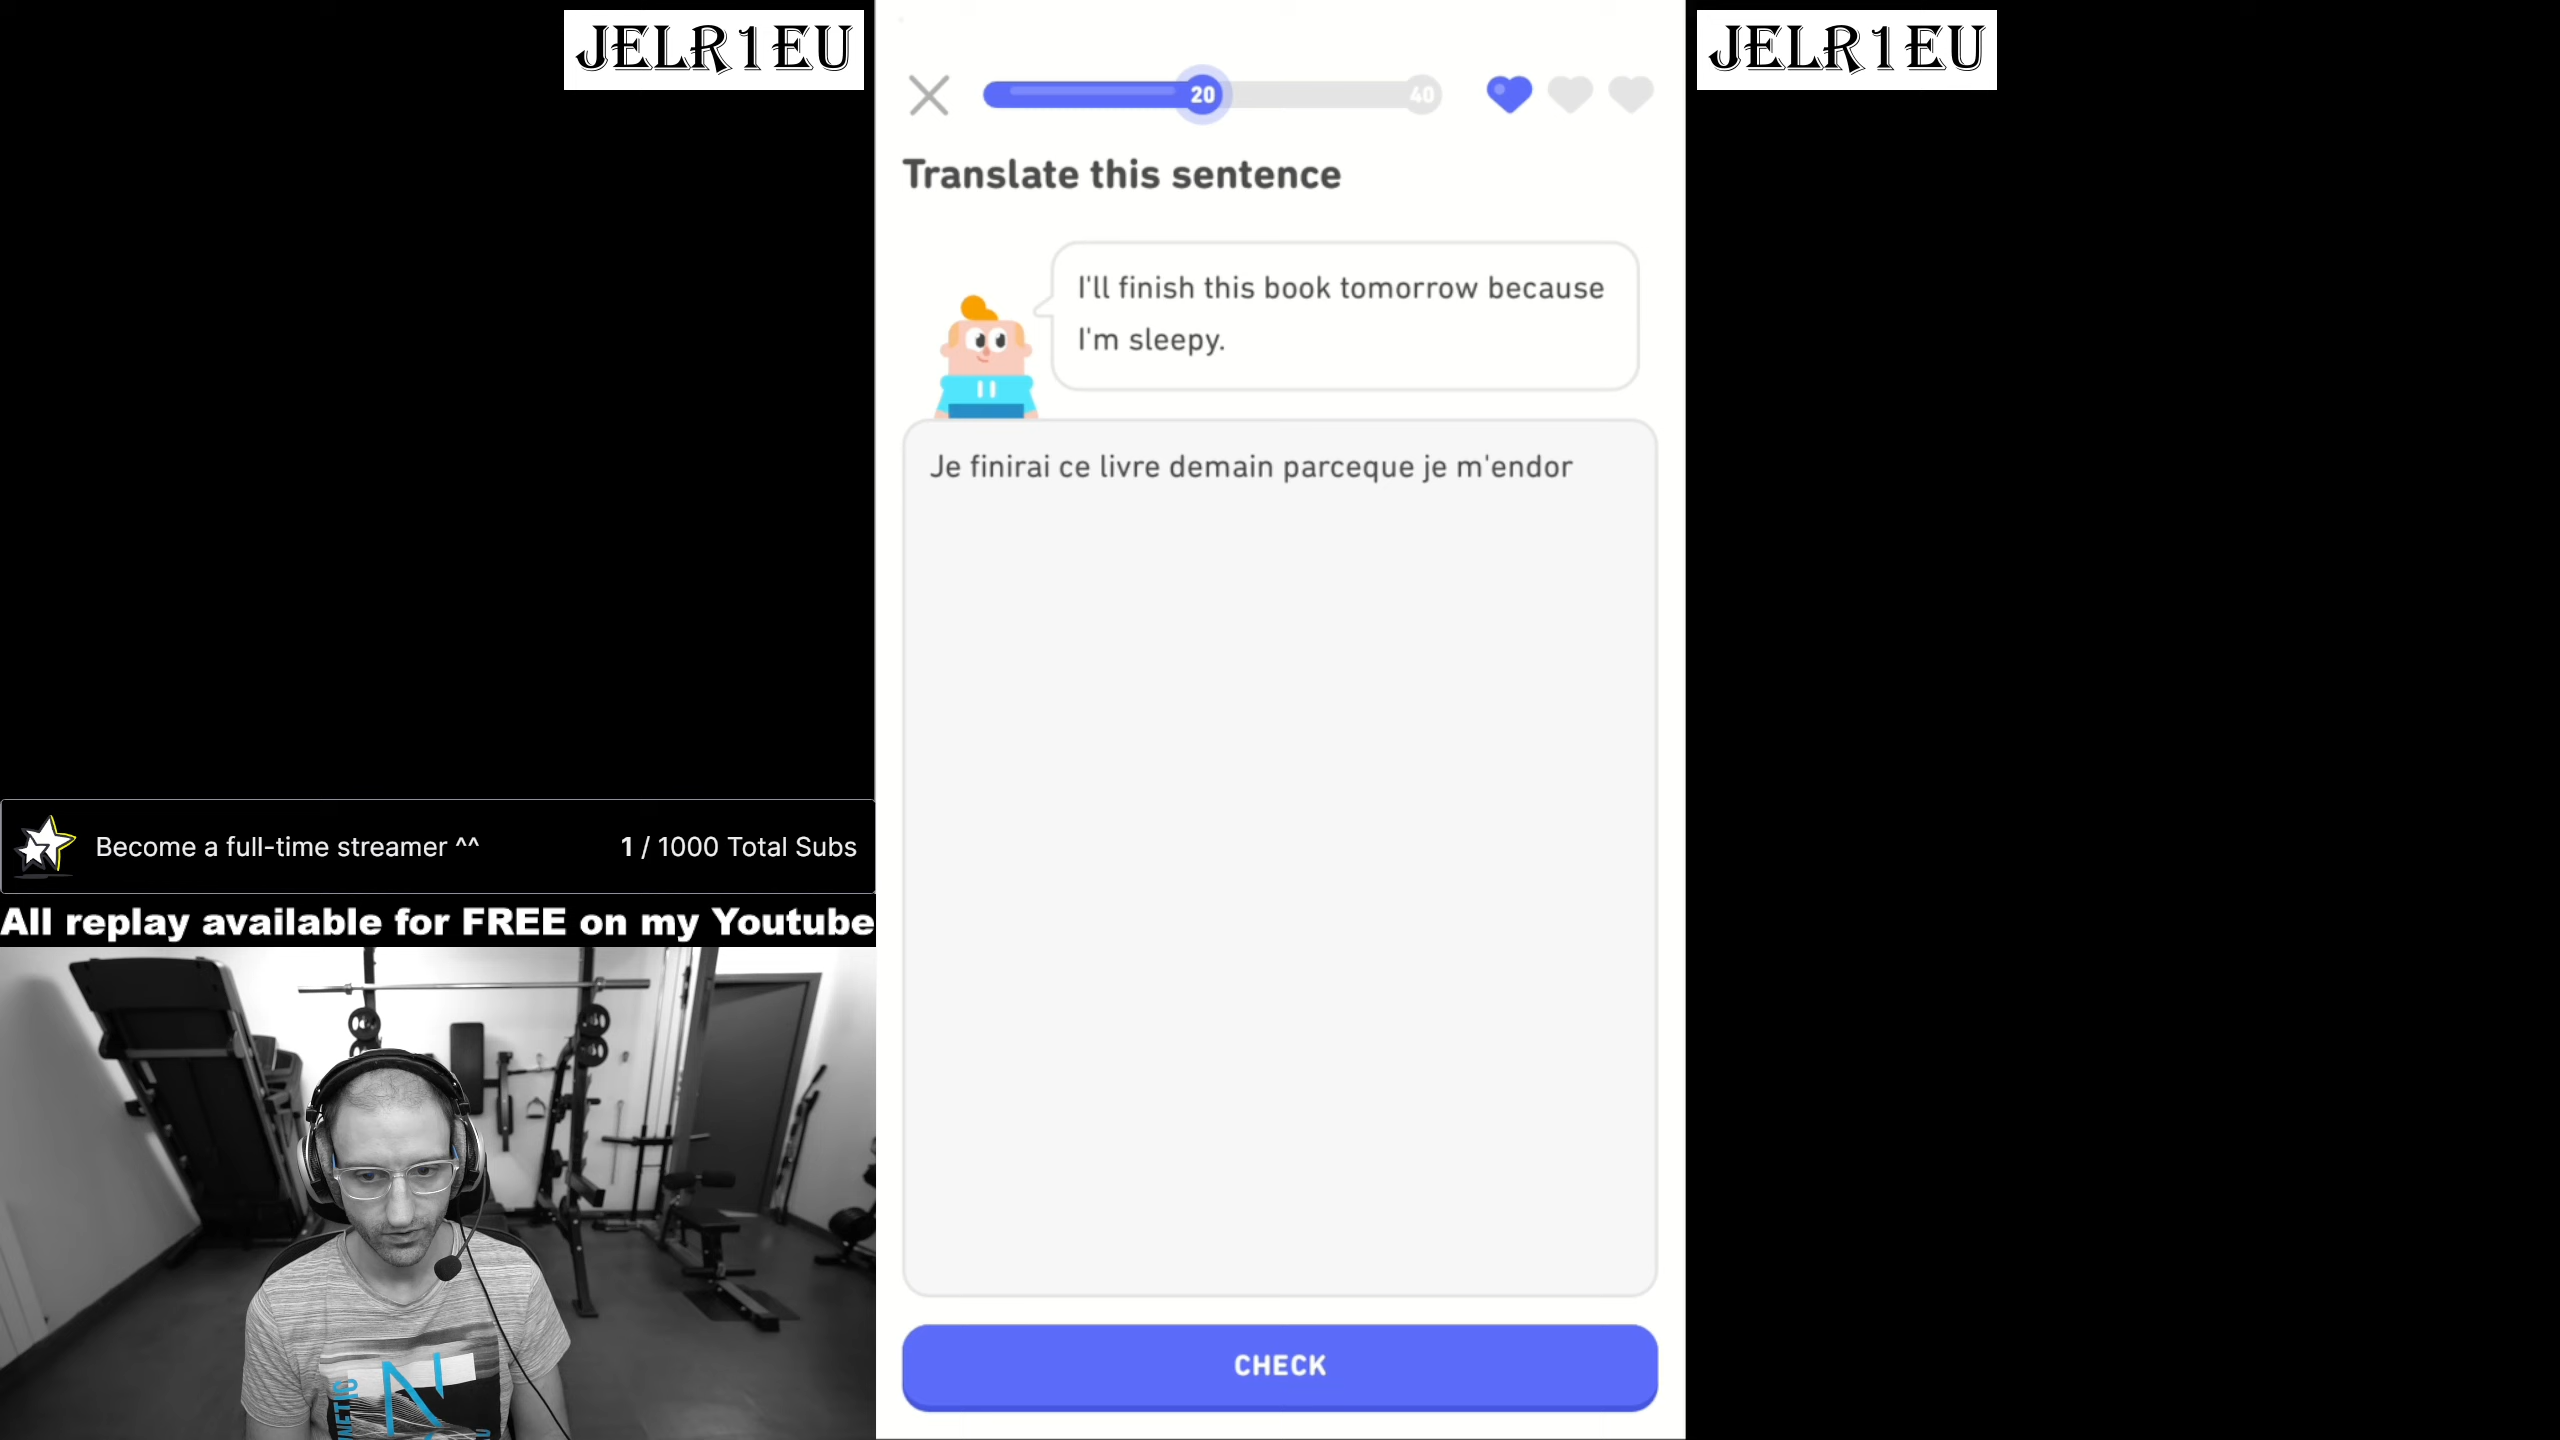 JELR1EU
JELR1EU
20
40
Translate this sentence
I'll finish this book tomorrow because
I'm sleepy.
Je finirai ce livre demain parceque je m'endor
CHECK
Become a full-time streamer ^^
1 / 1000 Total Subs
All replay available for FREE on my Youtube
N